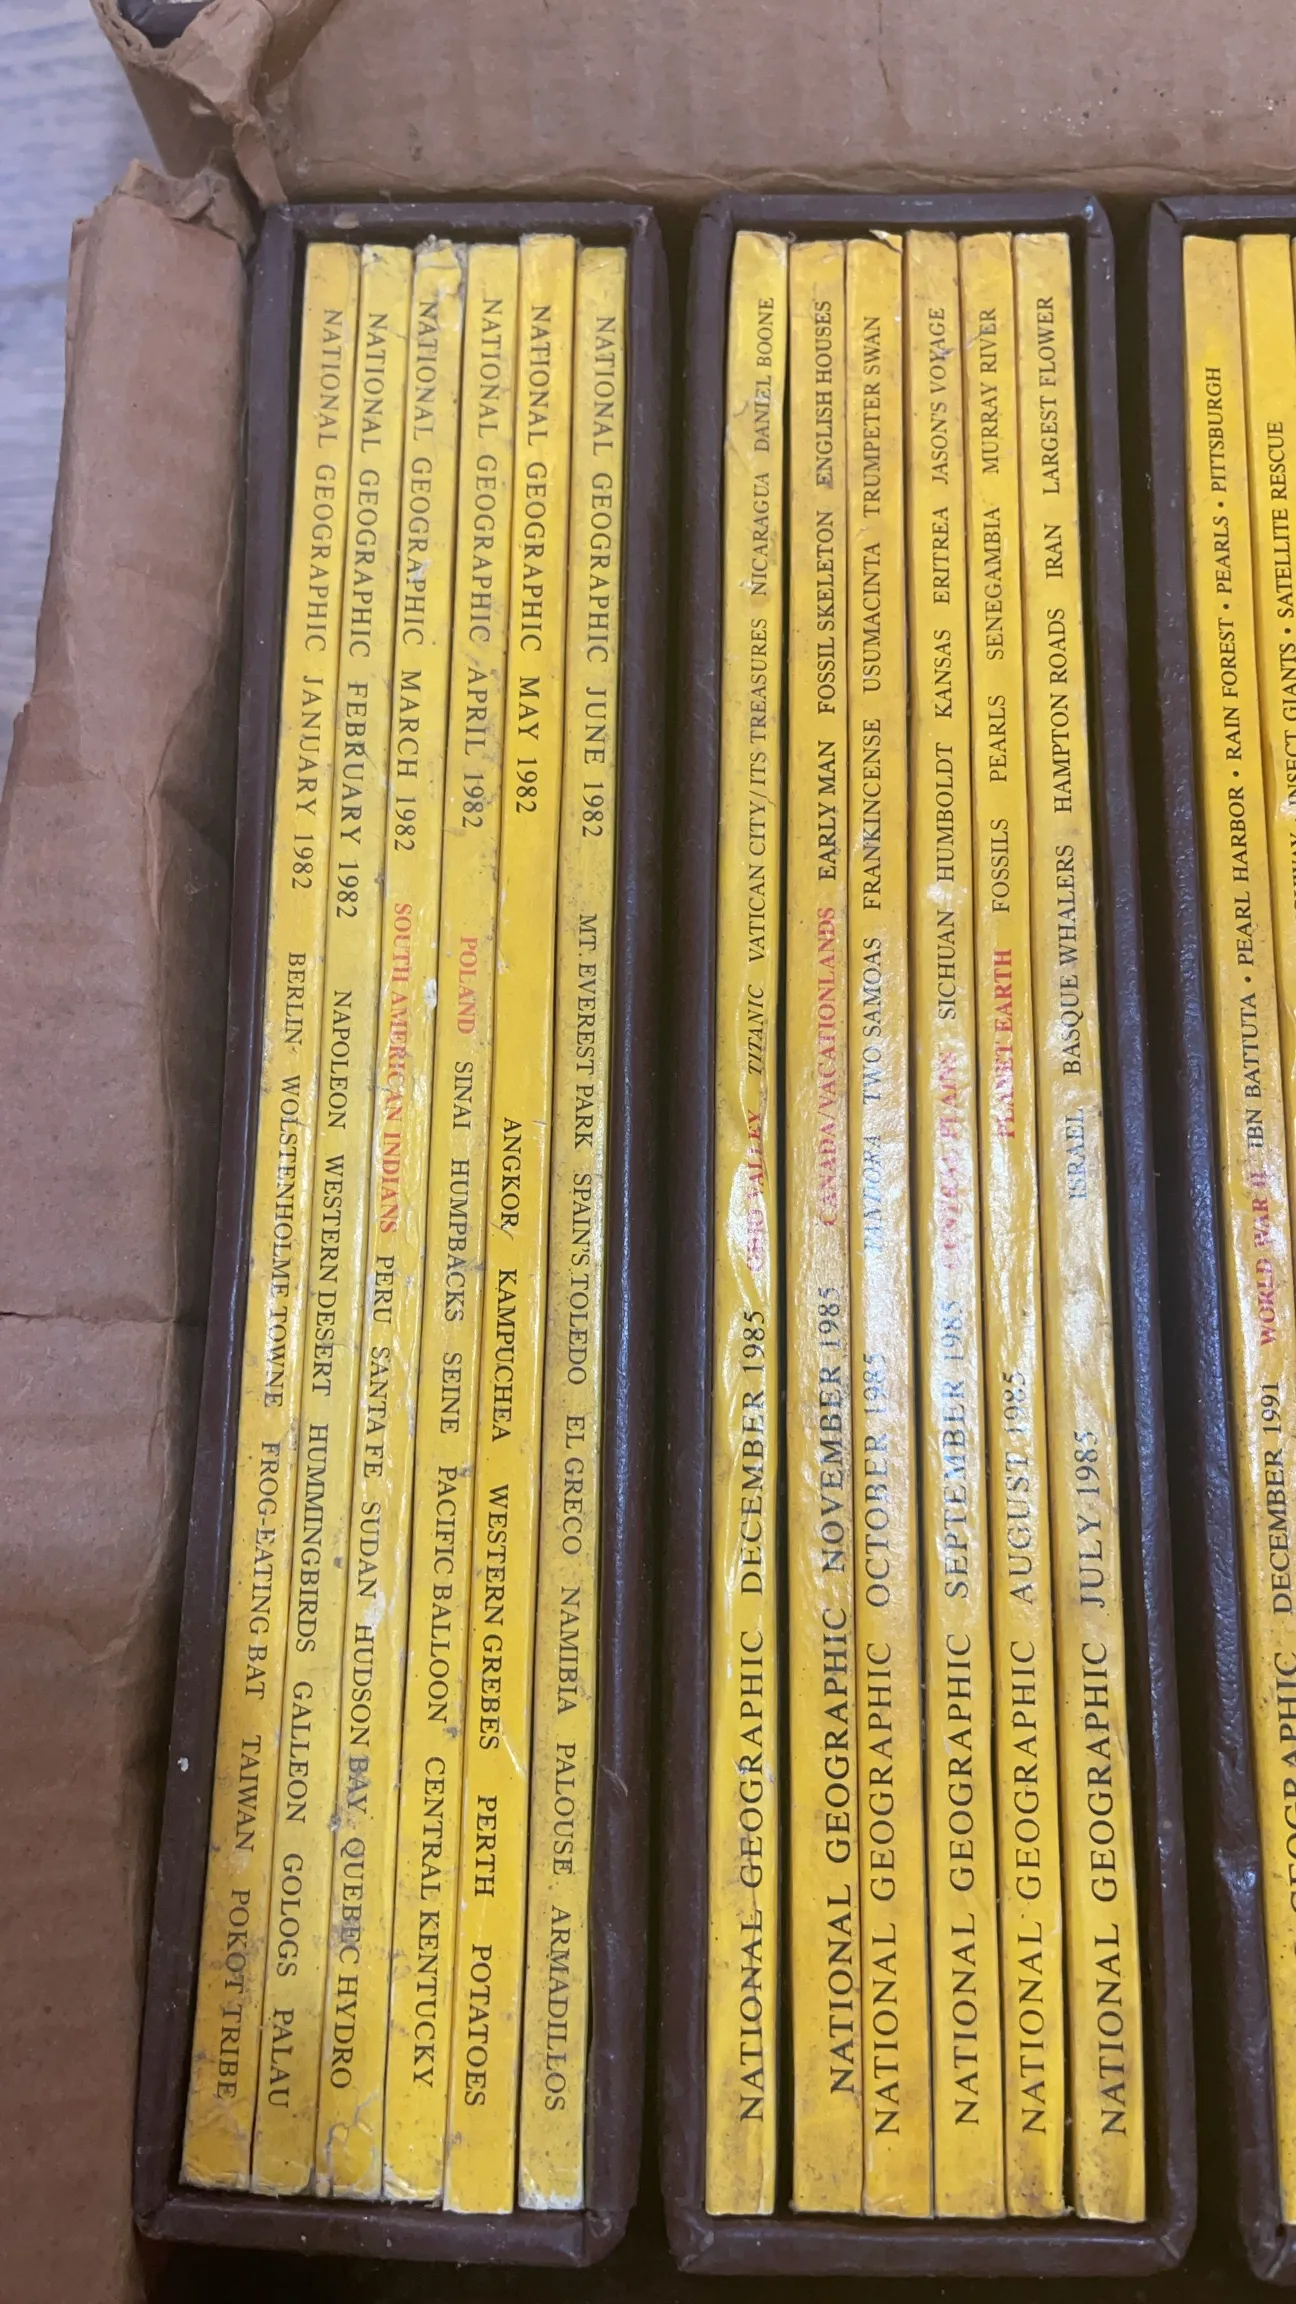 NATIONAL GEOGRAPHIC JANUARY 1982 BERLIN WOLSTENHOLME TOWNE FROG-EATING BAT TAIWAN POKOT TRIBE
NATIONAL GEOGRAPHIC FEBRUARY 1982 NAPOLEON WESTERN DESERT HUMMINGBIRDS GALLEON GOLOGS PALAU
NATIONAL GEOGRAPHIC MARCH 1982 SOUTH AMERICAN INDIANS PERU SANTA FE SUDAN HUDSON BAY QUEBEC HYDRO
NATIONAL GEOGRAPHIC APRIL 1982 POLAND SINAI HUMPBACKS SEINE PACIFIC BALLOON CENTRAL KENTUCKY
NATIONAL GEOGRAPHIC MAY 1982 ANGKOR KAMPUCHEA WESTERN GREBES PERTH POTATOES
NATIONAL GEOGRAPHIC JUNE 1982 MT. EVEREST PARK SPAIN'S TOLEDO EL GRECO NAMIBIA PALOUSE ARMADILLOS
NATIONAL GEOGRAPHIC DECEMBER 1985 OHIO VALLEY TITANIC VATICAN CITY/ITS TREASURES NICARAGUA DANIEL BOONE
NATIONAL GEOGRAPHIC NOVEMBER 1985 CANADA/VACATIONLANDS EARLY MAN FOSSIL SKELETON ENGLISH HOUSES
NATIONAL GEOGRAPHIC OCTOBER 1985 PANDORA TWO SAMOAS FRANKINCENSE USUMACINTA TRUMPETER SWAN
NATIONAL GEOGRAPHIC SEPTEMBER 1985 PLAINS SICHUAN HUMBOLDT KANSAS ERITREA JASON'S VOYAGE
NATIONAL GEOGRAPHIC AUGUST 1985 PLANET EARTH FOSSILS PEARLS SENEGAMBIA MURRAY RIVER
NATIONAL GEOGRAPHIC JULY 1985 ISRAEL BASQUE WHALERS HAMPTON ROADS IRAN LARGEST FLOWER
GEOGRAPHIC DECEMBER 1991 WORLD WAR II IBN BATTUTA • PEARL HARBOR • RAIN FOREST • PEARLS • PITTSBURGH
INSECT GIANTS • SATELLITE RESCUE